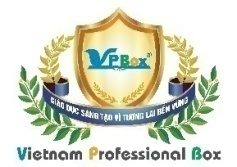 VPBox®
GIÁO DỤC SÁNG TẠO VÌ TƯƠNG LAI BỀN VỮNG
Vietnam Professional Box